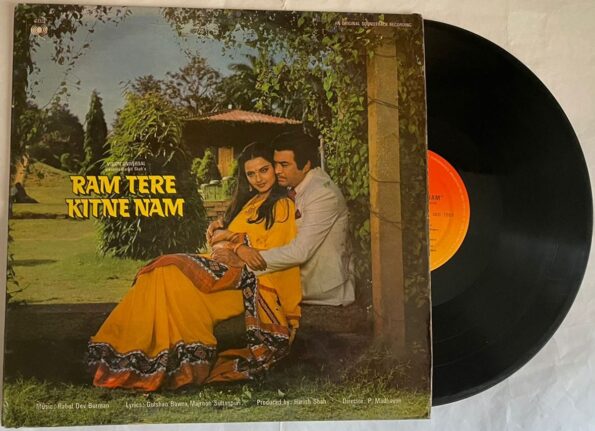 AN ORIGINAL SOUNDTRACK RECORDING
RAM TERE
KITNE NAM
Music: Rahul Dev Burman Lyrics: Gulshan Bawra, Majrooh Sultanpuri Produced by: Harish Shah Director: P. Madhavan